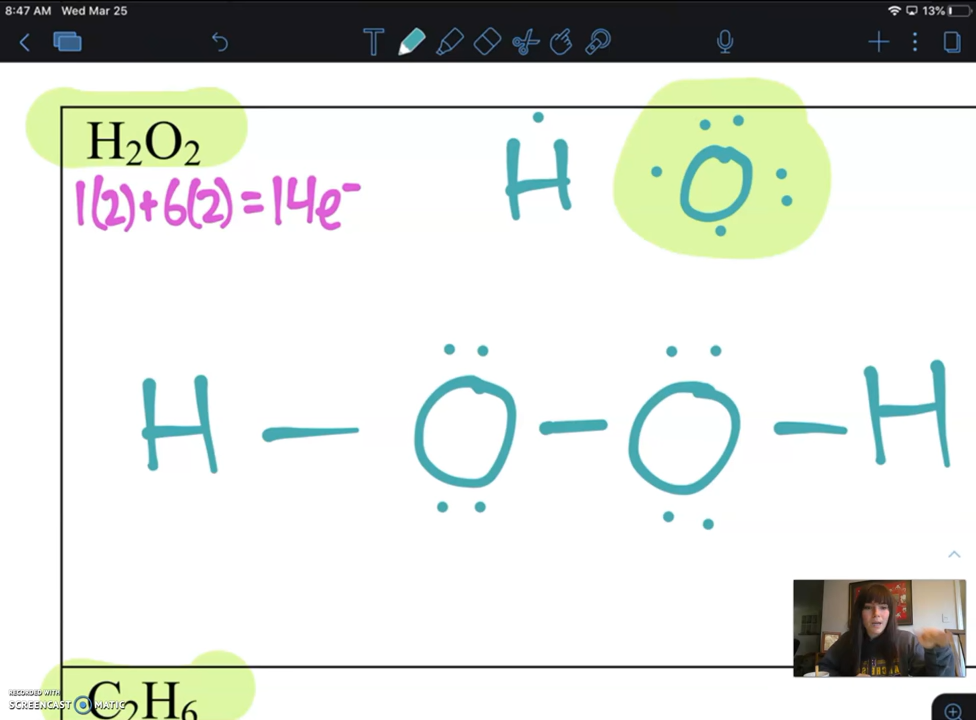 8:47 AM Wed Mar 25
13%
T
H₂O₂
1(2)+6(2)=14e⁻
H O
H — O — O — H
RECORDED WITH
SCREENCAST MATIC
C₂H₆